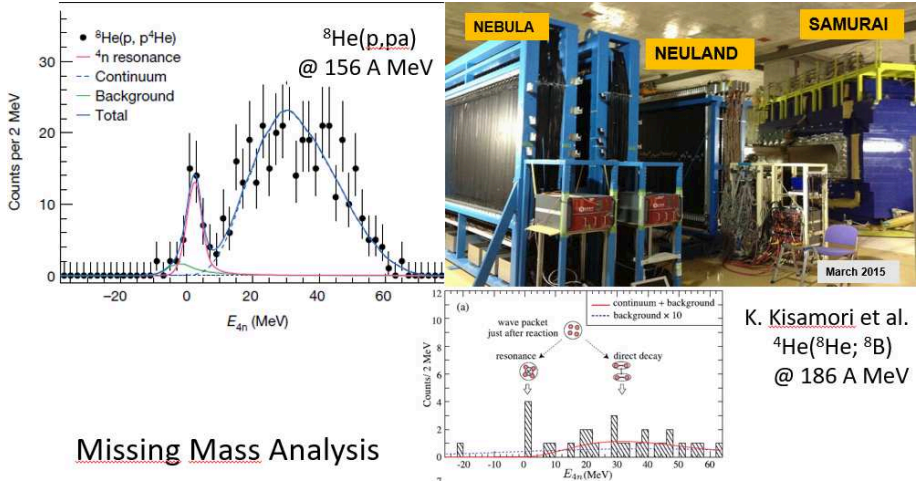 ⁸He(p, p⁴He)
⁴n resonance
Continuum
Background
Total
⁸He(p,pa)
@ 156 A MeV
Counts per 2 MeV
30
20
10
0
−20
0
20
40
60
E4n (MeV)
NEBULA
NEULAND
SAMURAI
March 2015
(a)
continuum + background
background × 10
wave packet
just after reaction
resonance
direct decay
Counts/ 2 MeV
12
10
8
6
4
2
0
-20
-10
0
10
20
30
40
50
60
E4n(MeV)
K. Kisamori et al.
⁴He(⁸He; ⁸B)
@ 186 A MeV
Missing Mass Analysis